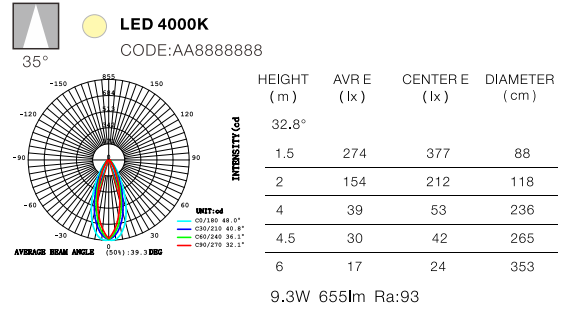 LED 4000K
CODE:AA8888888
35°
-150 855 150
684
-120 120
-90 90
-60 60
-30 0 30
INTENSITY(cd
UNIT:cd
C0/180 48.0°
C30/210 40.8°
C60/240 36.1°
C90/270 32.1°
AVERAGE BEAM ANGLE (50%):39.3 DEG
HEIGHT AVR E CENTER E DIAMETER
(m) (lx) (lx) (cm)
32.8°
1.5 274 377 88
2 154 212 118
4 39 53 236
4.5 30 42 265
6 17 24 353
9.3W 655lm Ra:93